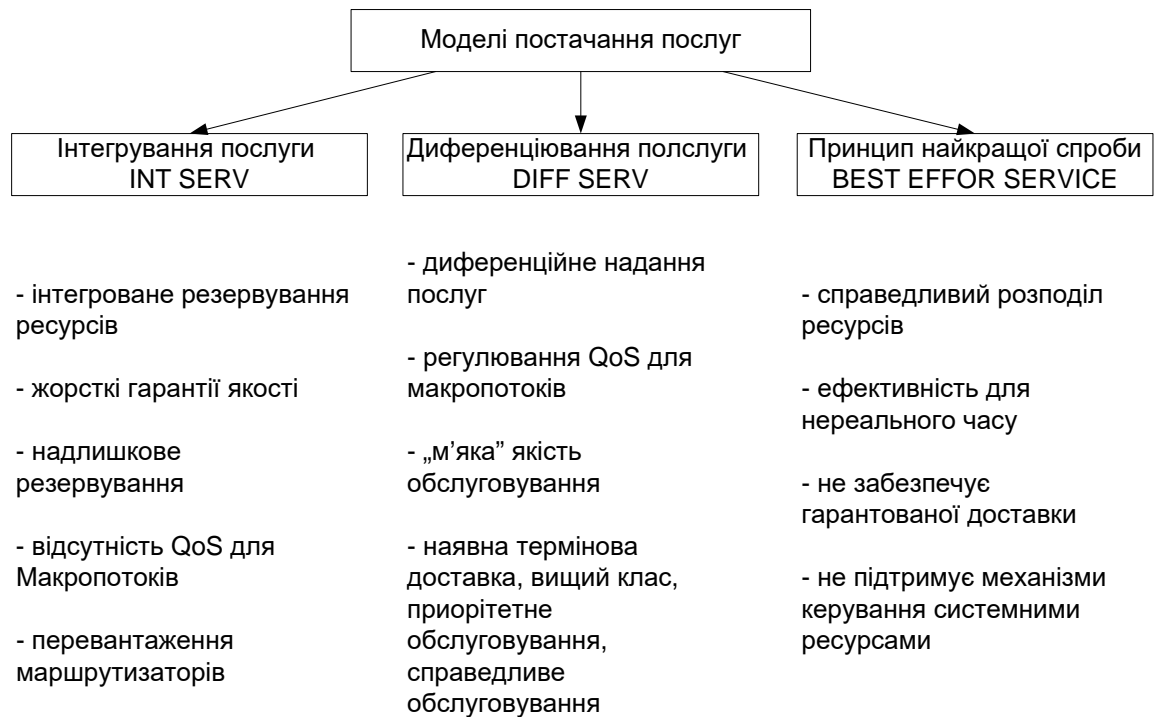 Моделі постачання послуг
Інтегрування послуги
INT SERV
Диференціювання полслуги
DIFF SERV
Принцип найкращої спроби
BEST EFFOR SERVICE
- інтегроване резервування
ресурсів
- жорсткі гарантії якості
- надлишкове
резервування
- відсутність QoS для
Макропотоків
- перевантаження
маршрутизаторів
- диференційне надання
послуг
- регулювання QoS для
макропотоків
- „м’яка” якість
обслуговування
- наявна термінова
доставка, вищий клас,
приорітетне
обслуговування,
справедливе
обслуговування
- справедливий розподіл
ресурсів
- ефективність для
нереального часу
- не забезпечує
гарантованої доставки
- не підтримує механізми
керування системними
ресурсами